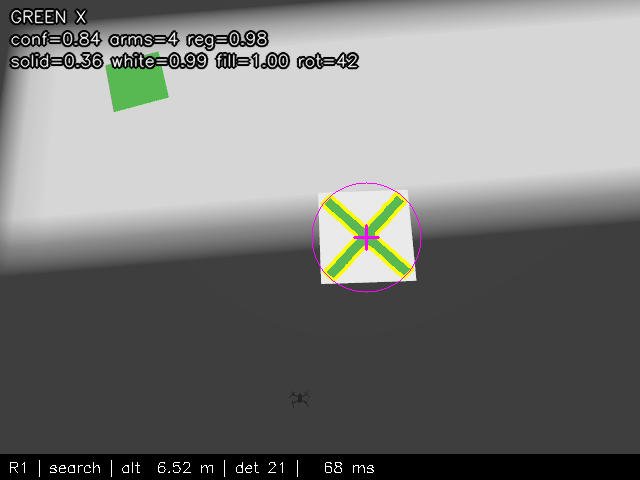 GREEN X
conf=0.84 arms=4 reg=0.98
solid=0.36 white=0.99 fill=1.00 rot=42
R1 | search | alt 6.52 m | det 21 | 68 ms